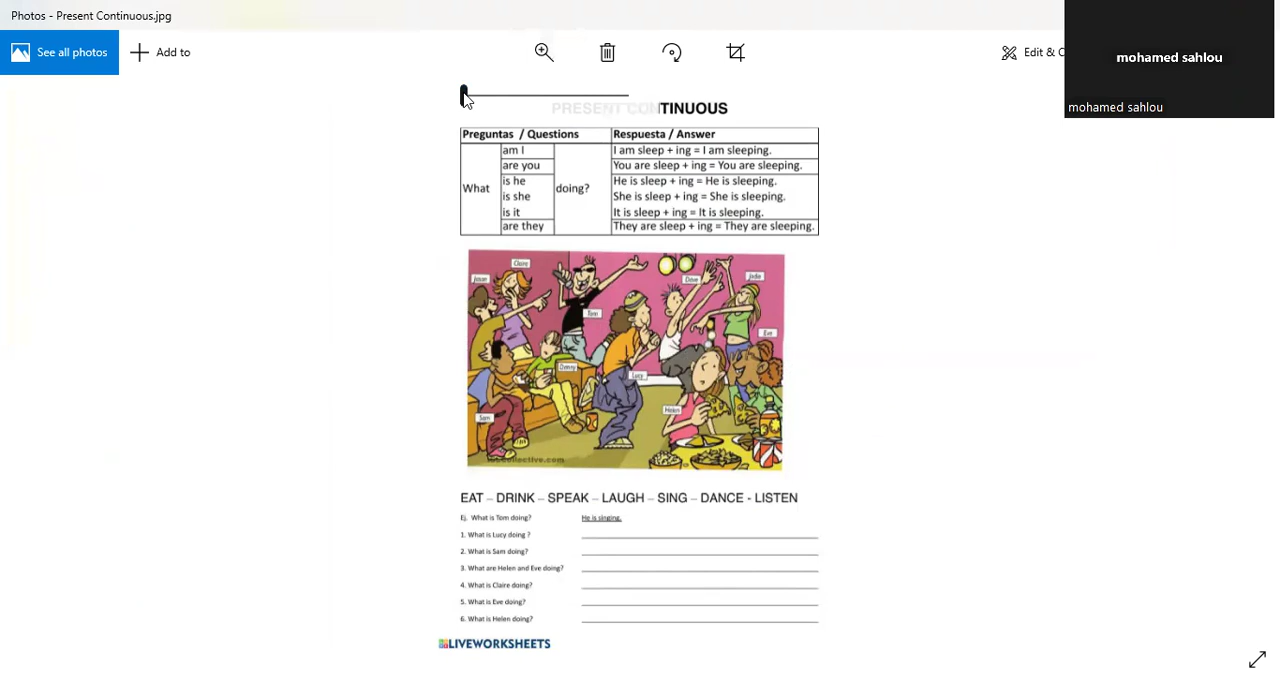 Photos - Present Continuous.jpg
See all photos
Add to
Edit & C
mohamed sahlou
mohamed sahlou
PRESENT CONTINUOUS
Preguntas / Questions Respuesta / Answer
What
am I
are you
is he
is she
is it
are they
doing?
I am sleep + ing = I am sleeping.
You are sleep + ing = You are sleeping.
He is sleep + ing = He is sleeping.
She is sleep + ing = She is sleeping.
It is sleep + ing = It is sleeping.
They are sleep + ing = They are sleeping.
Claire
Dave
Jade
Tom
Eve
Denny
Lucy
Helen
Sam
EAT – DRINK – SPEAK – LAUGH – SING – DANCE - LISTEN
Ej. What is Tom doing? He is singing.
1. What is Lucy doing ?
2. What is Sam doing?
3. What are Helen and Eve doing?
4. What is Claire doing?
5. What is Eve doing?
6. What is Helen doing?
LIVEWORKSHEETS